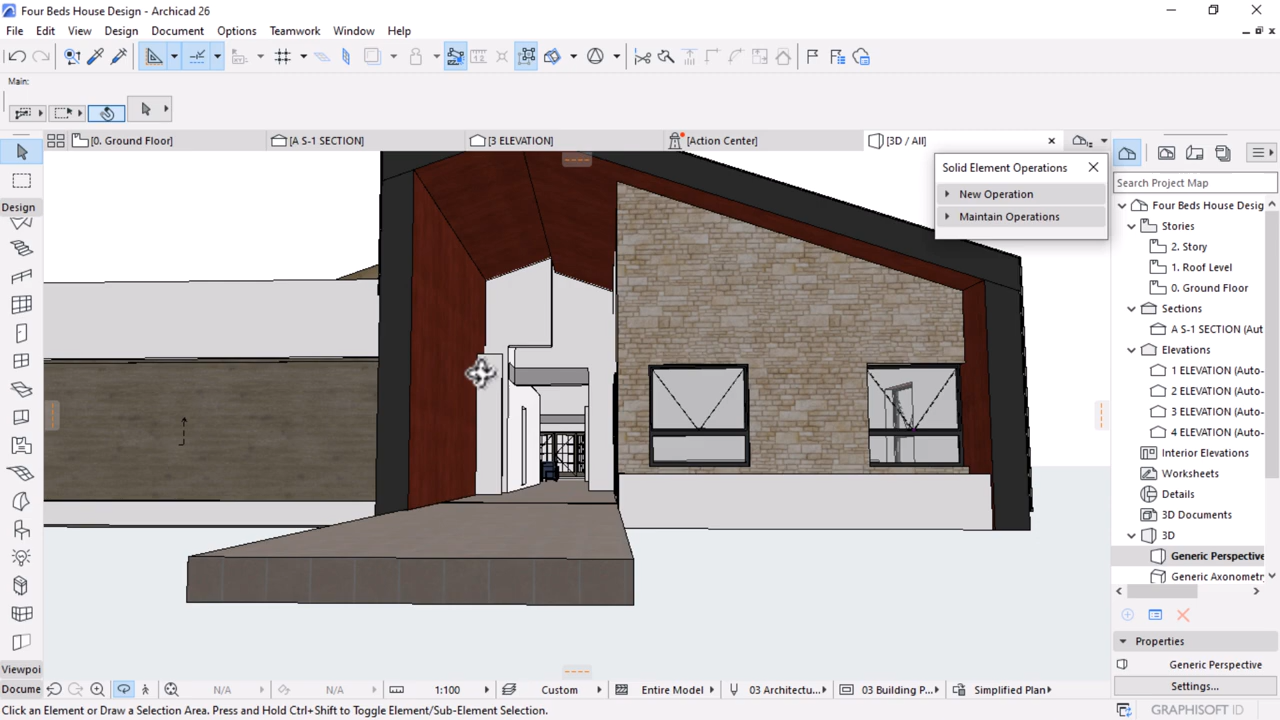 Four Beds House Design - Archicad 26
File Edit View Design Document Options Teamwork Window Help
Main:
[0. Ground Floor]
[A S-1 SECTION]
[3 ELEVATION]
[Action Center]
[3D / All]
Solid Element Operations
New Operation
Maintain Operations
Search Project Map
Four Beds House Desig
Stories
2. Story
1. Roof Level
0. Ground Floor
Sections
A S-1 SECTION (Aut
Elevations
1 ELEVATION (Auto-
2 ELEVATION (Auto-
3 ELEVATION (Auto-
4 ELEVATION (Auto-
Interior Elevations
Worksheets
Details
3D Documents
3D
Generic Perspective
Generic Axonometr
Properties
Generic Perspective
Settings...
GRAPHISOFT ID
Design
Viewpoi
Docume
N/A
N/A
1:100
Custom
Entire Model
03 Architectu...
03 Building P...
Simplified Plan
Click an Element or Draw a Selection Area. Press and Hold Ctrl+Shift to Toggle Element/Sub-Element Selection.